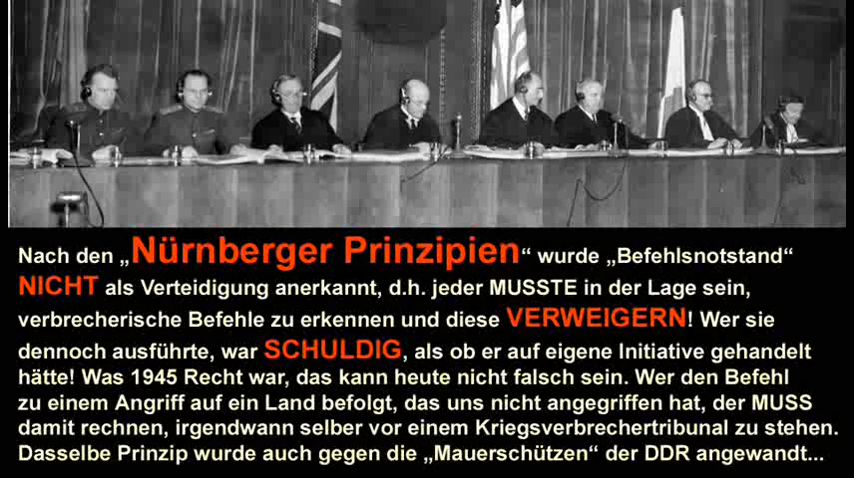 Nach den „Nürnberger Prinzipien“ wurde „Befehlsnotstand“
NICHT als Verteidigung anerkannt, d.h. jeder MUSSTE in der Lage sein,
verbrecherische Befehle zu erkennen und diese VERWEIGERN! Wer sie
dennoch ausführte, war SCHULDIG, als ob er auf eigene Initiative gehandelt
hätte! Was 1945 Recht war, das kann heute nicht falsch sein. Wer den Befehl
zu einem Angriff auf ein Land befolgt, das uns nicht angegriffen hat, der MUSS
damit rechnen, irgendwann selber vor einem Kriegsverbrechertribunal zu stehen.
Dasselbe Prinzip wurde auch gegen die „Mauerschützen“ der DDR angewandt...